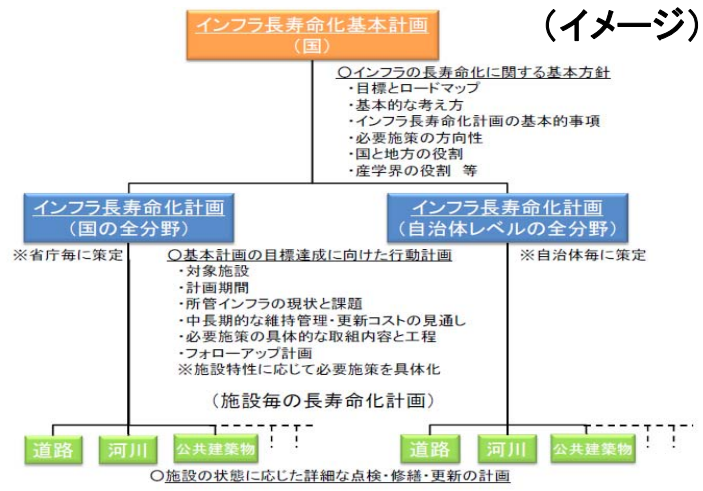 （イメージ）
インフラ長寿命化基本計画
（国）
○インフラの長寿命化に関する基本方針
・目標とロードマップ
・基本的な考え方
・インフラ長寿命化計画の基本的事項
・必要施策の方向性
・国と地方の役割
・産学界の役割 等
インフラ長寿命化計画
（国の全分野）
インフラ長寿命化計画
（自治体レベルの全分野）
※省庁毎に策定
○基本計画の目標達成に向けた行動計画
※自治体毎に策定
・対象施設
・計画期間
・所管インフラの現状と課題
・中長期的な維持管理・更新コストの見通し
・必要施策の具体的な取組内容と工程
・フォローアップ計画
※施設特性に応じて必要施策を具体化
（施設毎の長寿命化計画）
道路 河川 公共建築物
道路 河川 公共建築物
○施設の状態に応じた詳細な点検・修繕・更新の計画